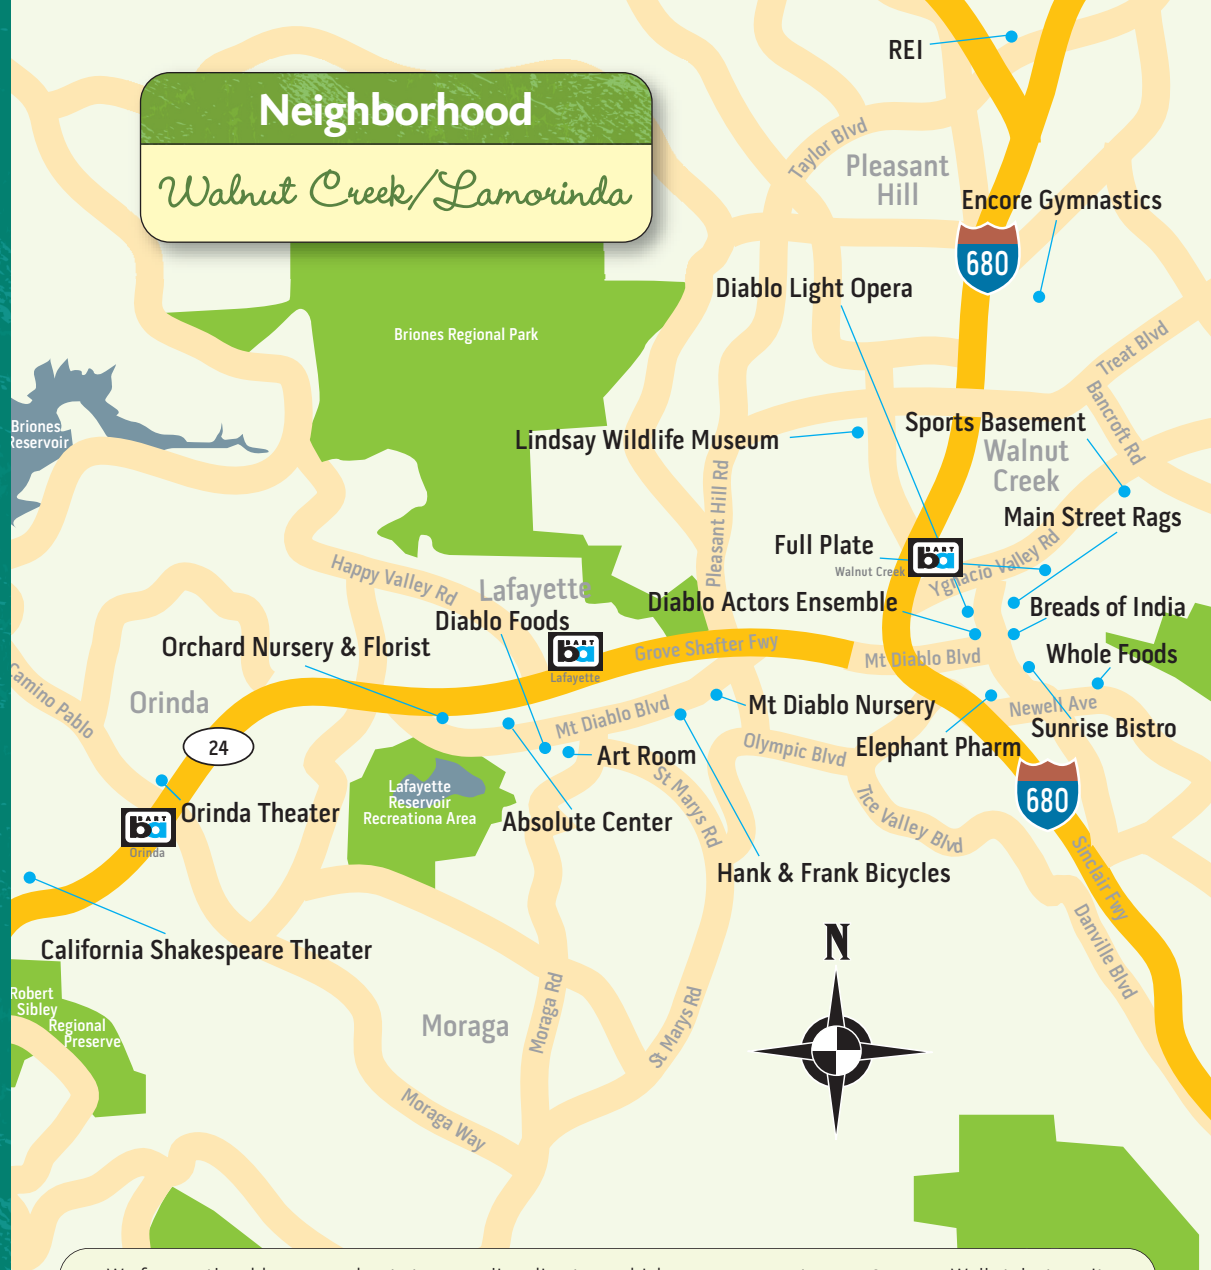 REI
Neighborhood
Walnut Creek/Lamorinda
Taylor Blvd
Pleasant
Hill
Encore Gymnastics
680
Diablo Light Opera
Briones Regional Park
Treat Blvd
Bancroft Rd
Briones
Reservoir
Sports Basement
Lindsay Wildlife Museum
Walnut
Creek
Pleasant Hill Rd
Main Street Rags
Full Plate
BART
ba
Walnut Creek
Ygnacio Valley Rd
Happy Valley Rd
Lafayette
Diablo Actors Ensemble
Breads of India
Diablo Foods
Orchard Nursery & Florist
BART
ba
Lafayette
Grove Shafter Fwy
Mt Diablo Blvd
Whole Foods
Camino Pablo
Orinda
Mt Diablo Blvd
Mt Diablo Nursery
Newell Ave
Sunrise Bistro
24
Art Room
Olympic Blvd
Elephant Pharm
Lafayette
Reservoir
Recreationa Area
St Marys Rd
680
Orinda Theater
BART
ba
Orinda
Absolute Center
Tice Valley Blvd
Hank & Frank Bicycles
Sinclair Fwy
California Shakespeare Theater
N
Danville Blvd
Robert
Sibley
Regional
Preserve
Moraga
Moraga Rd
St Marys Rd
Moraga Way